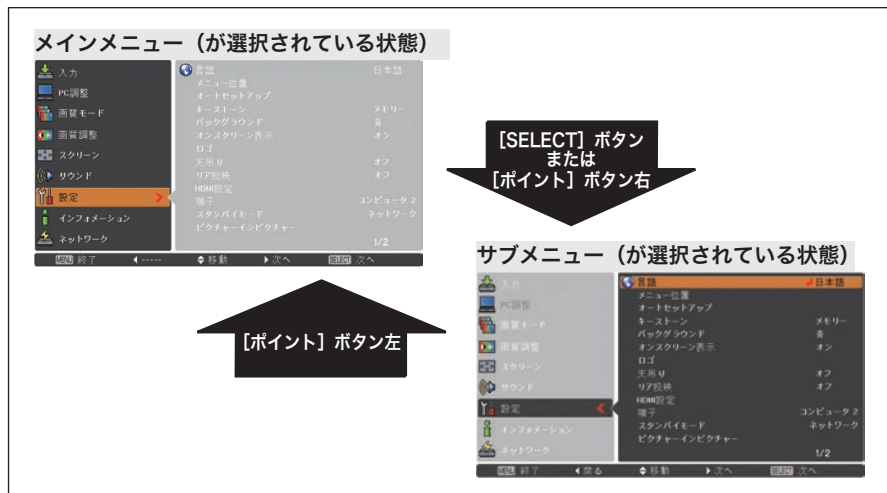 メインメニュー（が選択されている状態）
入力
PC調整
画質モード
画質調整
スクリーン
サウンド
設定
インフォメーション
ネットワーク
言語 日本語
メニュー位置
オートセットアップ
キーストーン メモリー
バックグラウンド 青
オンスクリーン表示 オン
ロゴ
天吊り オフ
リア投映 オフ
HDMI設定
端子 コンピュータ 2
スタンバイモード ネットワーク
ピクチャーインピクチャー
1/2
MENU 終了 ----- 移動 次へ SELECT 次へ
［SELECT］ボタン
または
［ポイント］ボタン右
［ポイント］ボタン左
サブメニュー（が選択されている状態）
入力
PC調整
画質モード
画質調整
スクリーン
サウンド
設定
インフォメーション
ネットワーク
言語 日本語
メニュー位置
オートセットアップ
キーストーン メモリー
バックグラウンド 青
オンスクリーン表示 オン
ロゴ
天吊り オフ
リア投映 オフ
HDMI設定
端子 コンピュータ 2
スタンバイモード ネットワーク
ピクチャーインピクチャー
1/2
MENU 終了 戻る 移動 次へ SELECT 次へ